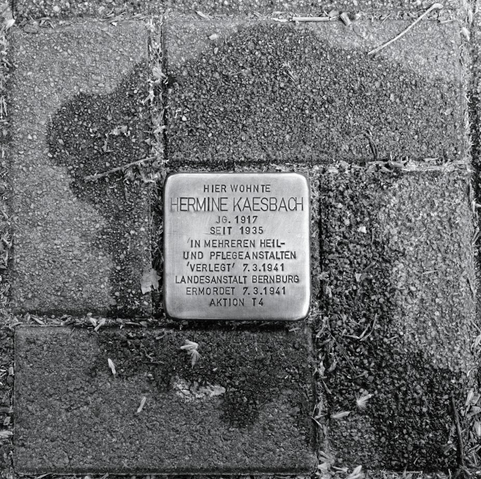 HIER WOHNTE
HERMINE KAESBACH
JG. 1917
SEIT 1935
IN MEHREREN HEIL-
UND PFLEGEANSTALTEN
'VERLEGT' 7.3.1941
LANDESANSTALT BERNBURG
ERMORDET 7.3.1941
AKTION T4